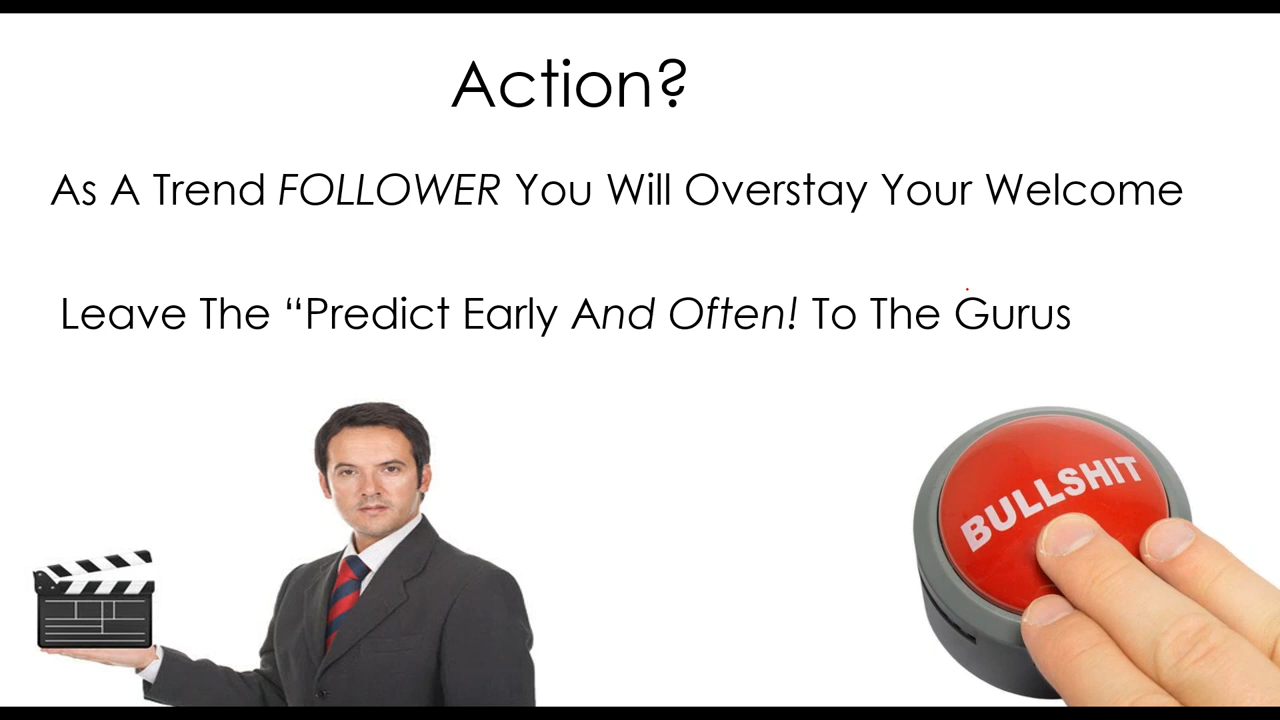 Action?
As A Trend FOLLOWER You Will Overstay Your Welcome
Leave The “Predict Early And Often! To The Gurus
BULLSHIT